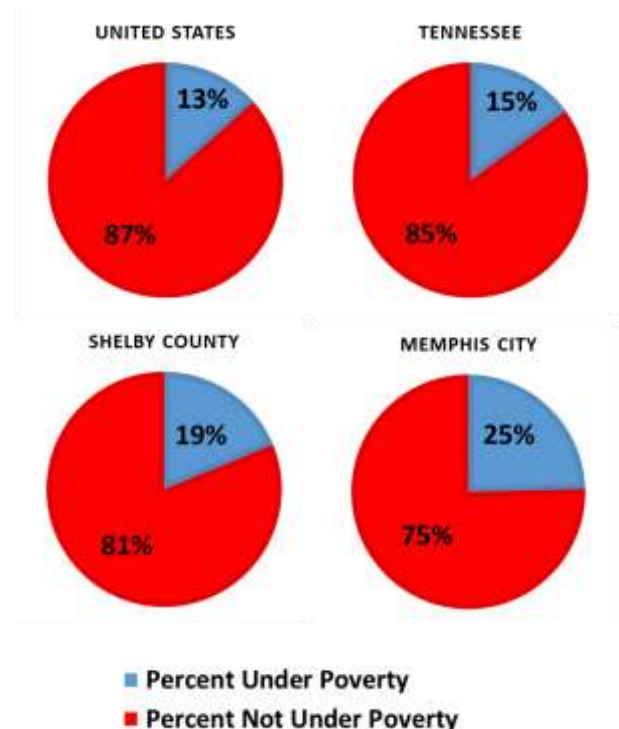 UNITED STATES
13%
87%
TENNESSEE
15%
85%
SHELBY COUNTY
19%
81%
MEMPHIS CITY
25%
75%
Percent Under Poverty
Percent Not Under Poverty